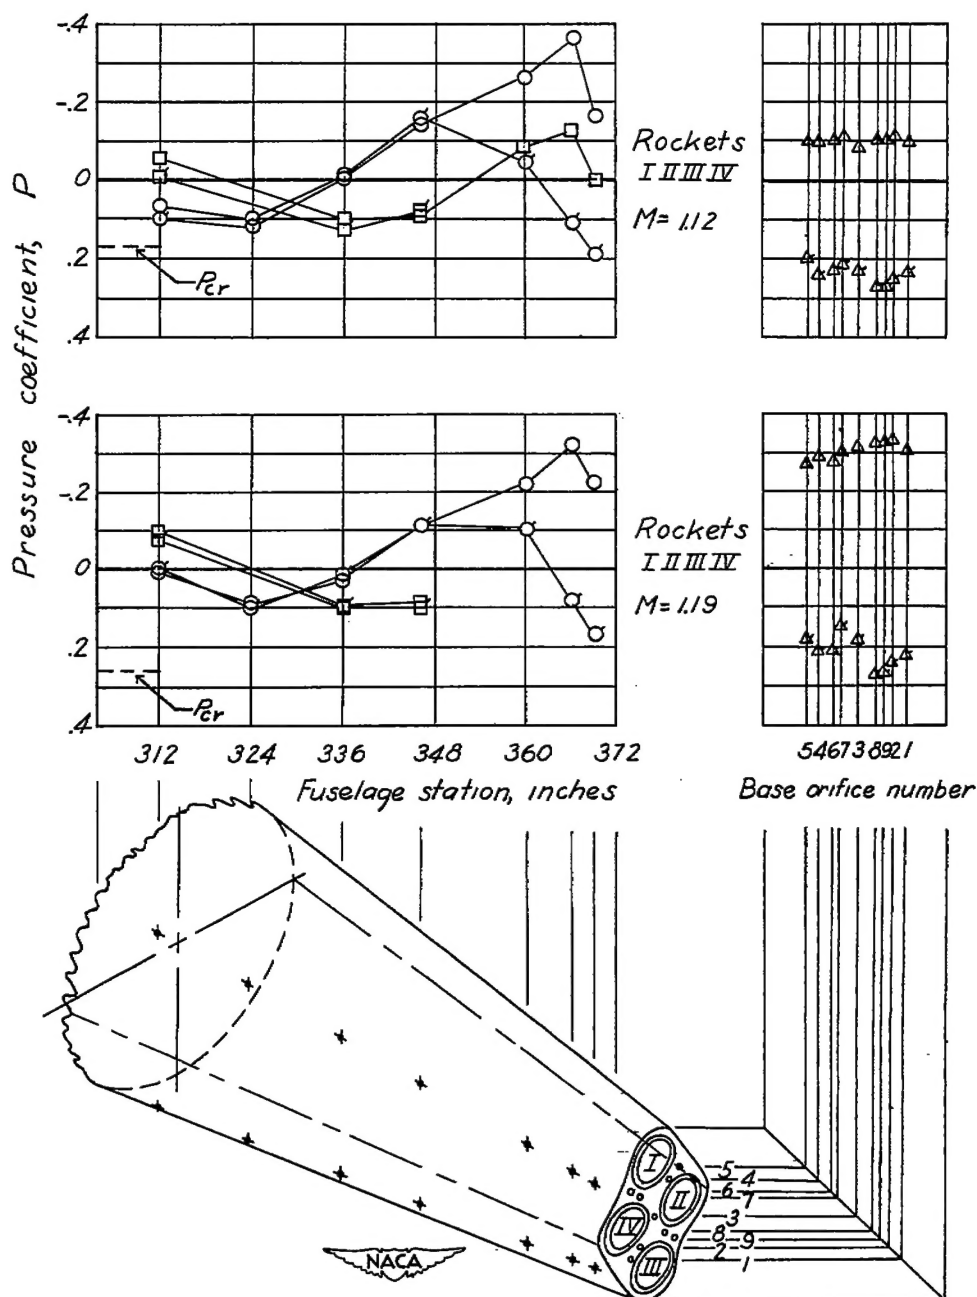 Pressure coefficient, P
-.4
-.2
0
.2
.4
Pcr
Rockets
I II III IV
M= 1.12
-.4
-.2
0
.2
.4
Pcr
Rockets
I II III IV
M= 1.19
312 324 336 348 360 372
Fuselage station, inches
546738921
Base orifice number
I
II
IV
III
5 4
6 7
3
8 9
2 1
NACA